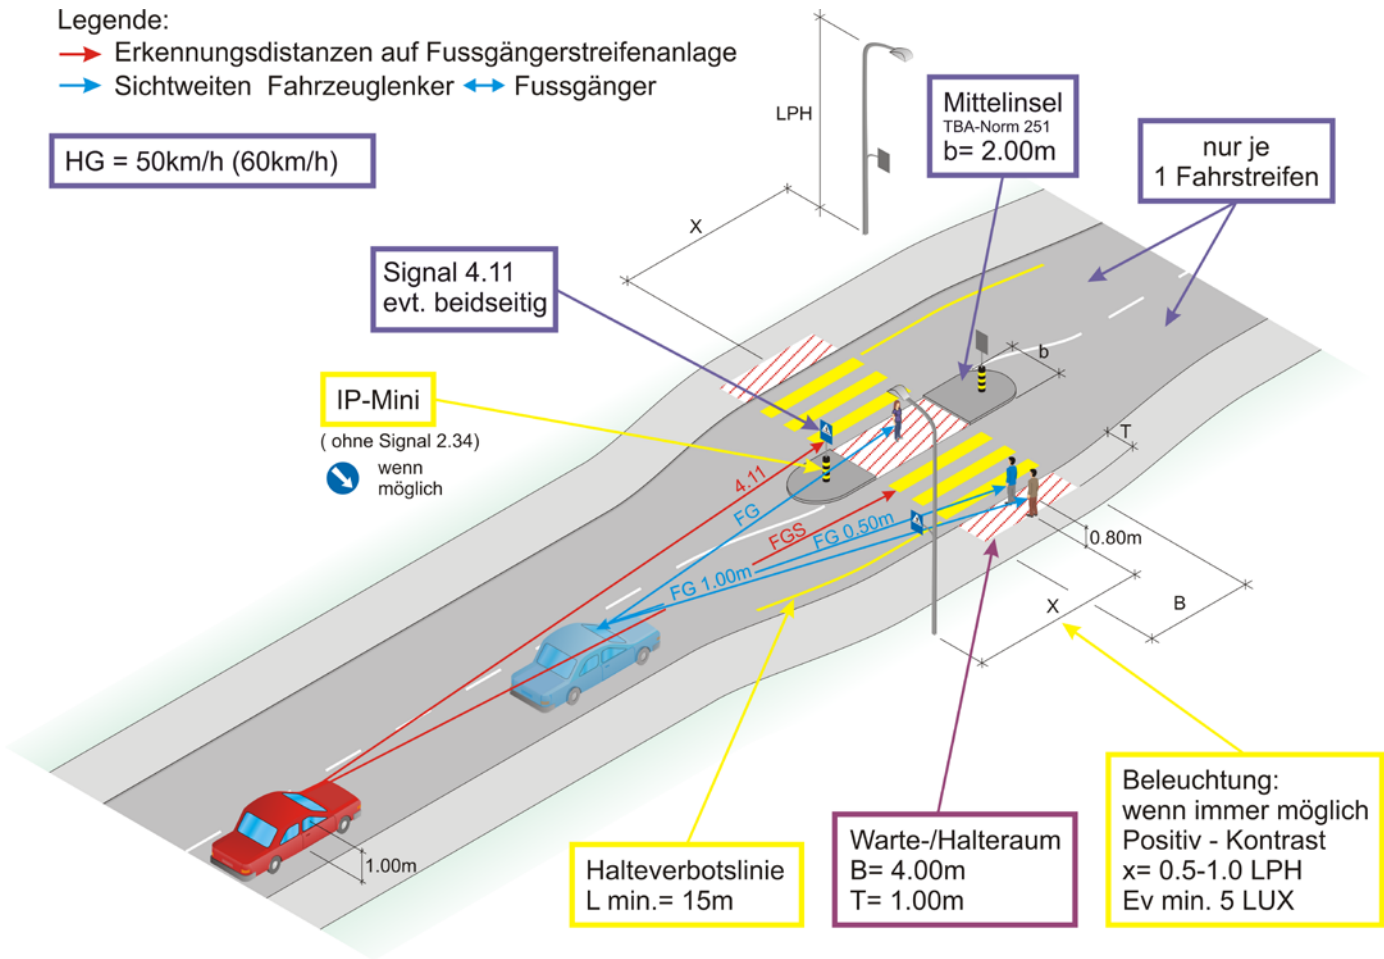 Legende:
Erkennungsdistanzen auf Fussgängerstreifenanlage
Sichtweiten Fahrzeuglenker Fussgänger
HG = 50km/h (60km/h)
LPH
Mittelinsel
TBA-Norm 251
b= 2.00m
nur je
1 Fahrstreifen
X
Signal 4.11
evt. beidseitig
b
IP-Mini
( ohne Signal 2.34)
wenn
möglich
T
4.11
FG
FGS
FG 0.50m
FG 1.00m
0.80m
X
B
1.00m
Halteverbotslinie
L min.= 15m
Warte-/Halteraum
B= 4.00m
T= 1.00m
Beleuchtung:
wenn immer möglich
Positiv - Kontrast
x= 0.5-1.0 LPH
Ev min. 5 LUX